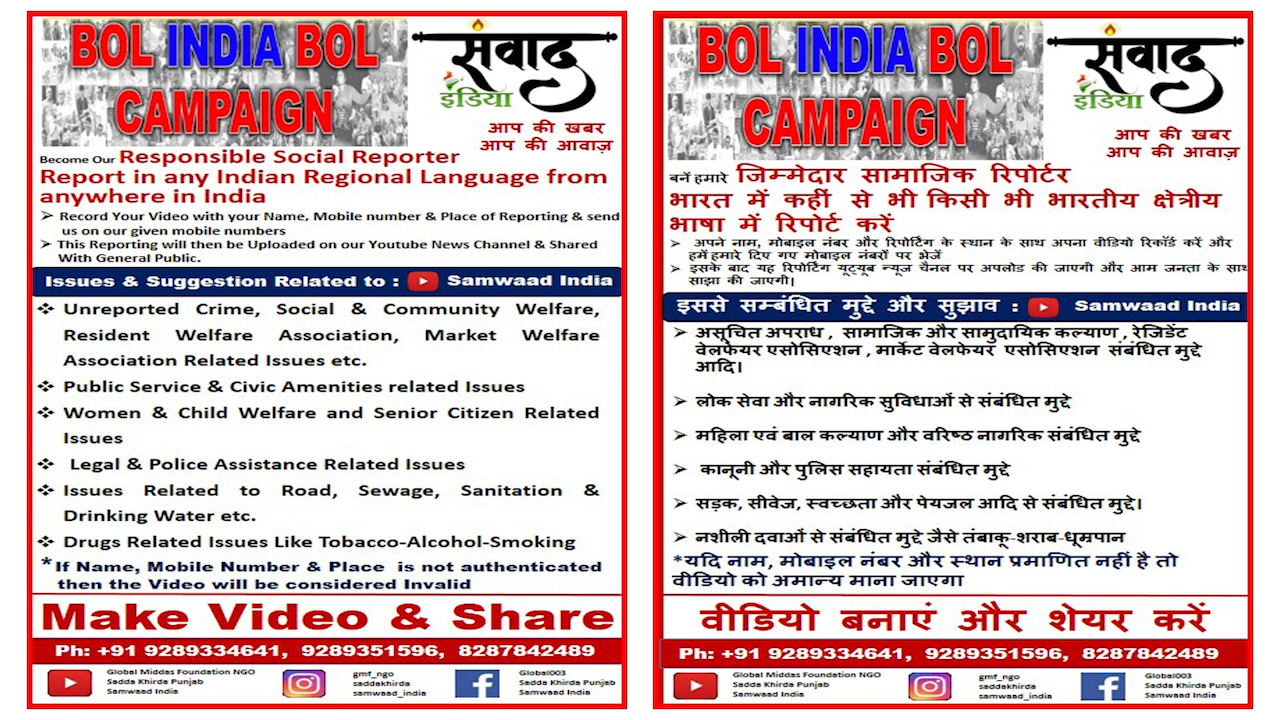 BOL INDIA BOL
CAMPAIGN
संवाद
इंडिया
आप की खबर
आप की आवाज़
Become Our Responsible Social Reporter
Report in any Indian Regional Language from
anywhere in India
➢ Record Your Video with your Name, Mobile number & Place of Reporting & send
us on our given mobile numbers
➢ This Reporting will then be Uploaded on our Youtube News Channel & Shared
With General Public.
Issues & Suggestion Related to : Samwaad India
❖ Unreported Crime, Social & Community Welfare,
Resident Welfare Association, Market Welfare
Association Related Issues etc.
❖ Public Service & Civic Amenities related Issues
❖ Women & Child Welfare and Senior Citizen Related
Issues
❖ Legal & Police Assistance Related Issues
❖ Issues Related to Road, Sewage, Sanitation &
Drinking Water etc.
❖ Drugs Related Issues Like Tobacco-Alcohol-Smoking
*If Name, Mobile Number & Place is not authenticated
then the Video will be considered Invalid
Make Video & Share
Ph: +91 9289334641, 9289351596, 8287842489
Global Middas Foundation NGO
Sadda Khirda Punjab
Samwaad India
gmf_ngo
saddakhirda
samwaad_india
Global003
Sadda Khirda Punjab
Samwaad India
BOL INDIA BOL
CAMPAIGN
संवाद
इंडिया
आप की खबर
आप की आवाज़
बनें हमारे जिम्मेदार सामाजिक रिपोर्टर
भारत में कहीं से भी किसी भी भारतीय क्षेत्रीय
भाषा में रिपोर्ट करें
➢ अपने नाम, मोबाइल नंबर और रिपोर्टिंग के स्थान के साथ अपना वीडियो रिकॉर्ड करें और
हमें हमारे दिए गए मोबाइल नंबरों पर भेजें
➢ इसके बाद यह रिपोर्टिंग यूट्यूब न्यूज चैनल पर अपलोड की जाएगी और आम जनता के साथ
साझा की जाएगी।
इससे सम्बंधित मुद्दे और सुझाव : Samwaad India
➢ असूचित अपराध , सामाजिक और सामुदायिक कल्याण , रेजिडेंट
वेलफेयर एसोसिएशन , मार्केट वेलफेयर एसोसिएशन संबंधित मुद्दे
आदि।
➢ लोक सेवा और नागरिक सुविधाओं से संबंधित मुद्दे
➢ महिला एवं बाल कल्याण और वरिष्ठ नागरिक संबंधित मुद्दे
➢ कानूनी और पुलिस सहायता संबंधित मुद्दे
➢ सड़क, सीवेज, स्वच्छता और पेयजल आदि से संबंधित मुद्दे।
➢ नशीली दवाओं से संबंधित मुद्दे जैसे तंबाकू-शराब-धूम्रपान
*यदि नाम, मोबाइल नंबर और स्थान प्रमाणित नहीं है तो
वीडियो को अमान्य माना जाएगा
वीडियो बनाएं और शेयर करें
Ph: +91 9289334641, 9289351596, 8287842489
Global Middas Foundation NGO
Sadda Khirda Punjab
Samwaad India
gmf_ngo
saddakhirda
samwaad_india
Global003
Sadda Khirda Punjab
Samwaad India